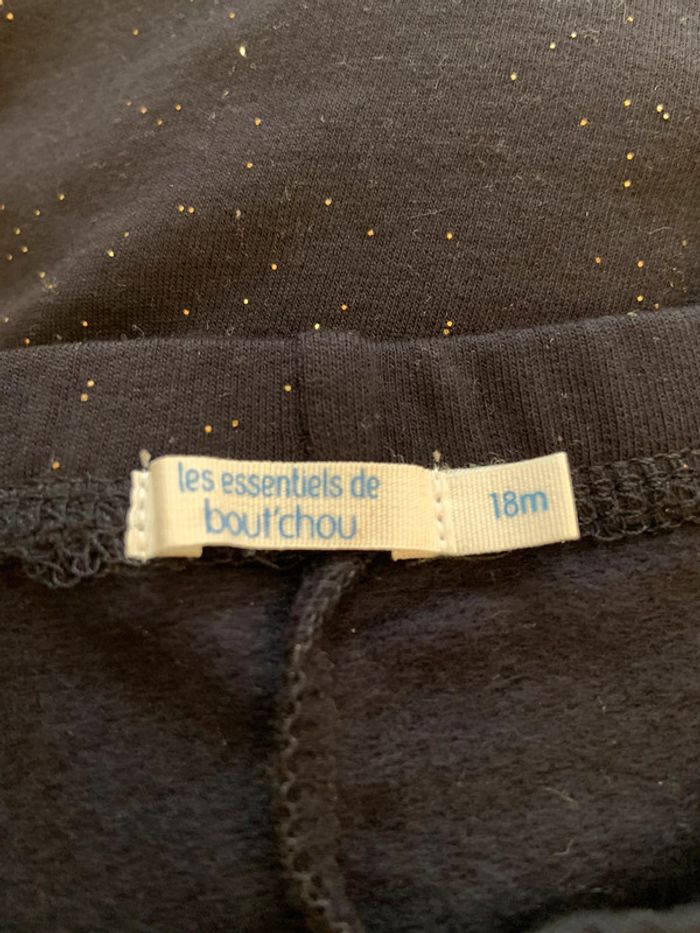 les essentiels de
bout'chou
18m